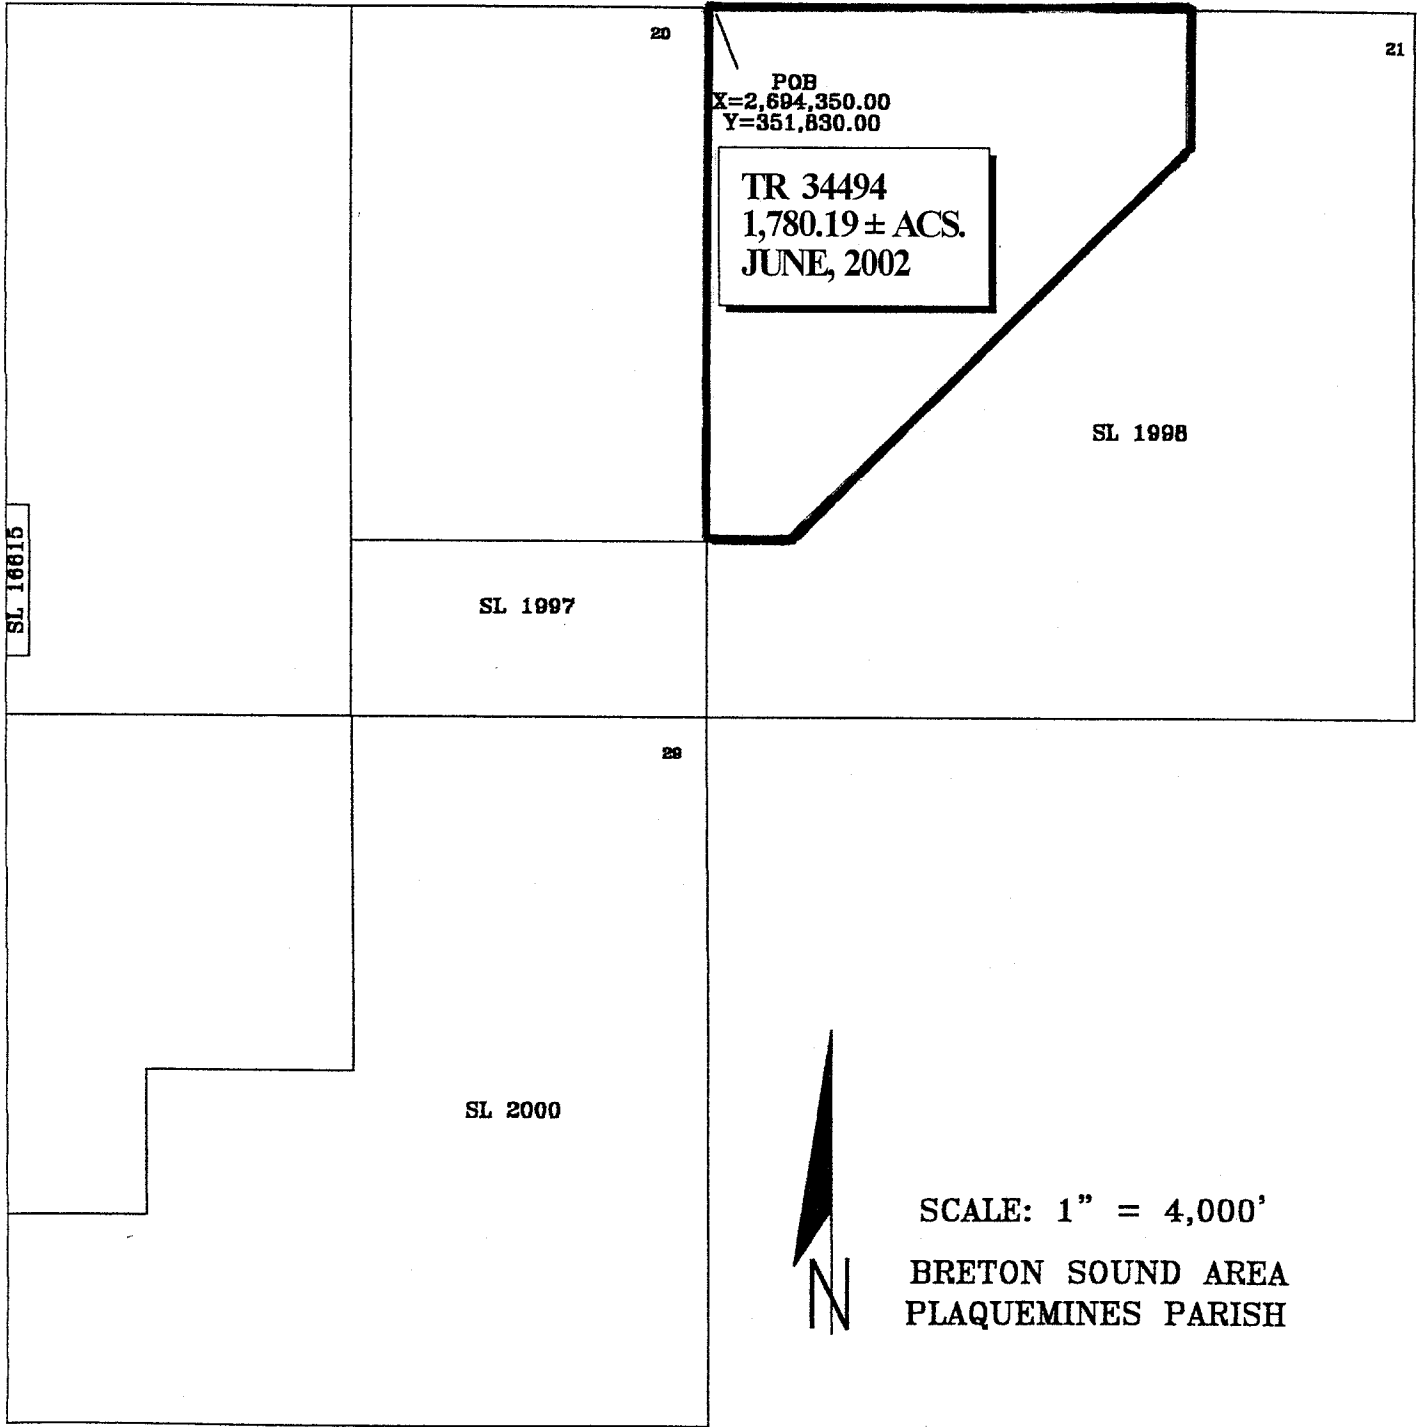 20
21
POB
X=2,694,350.00
Y=351,830.00
TR 34494
1,780.19 ± ACS.
JUNE, 2002
SL 1998
SL 16615
SL 1997
29
SL 2000
SCALE: 1" = 4,000'
BRETON SOUND AREA
PLAQUEMINES PARISH
N